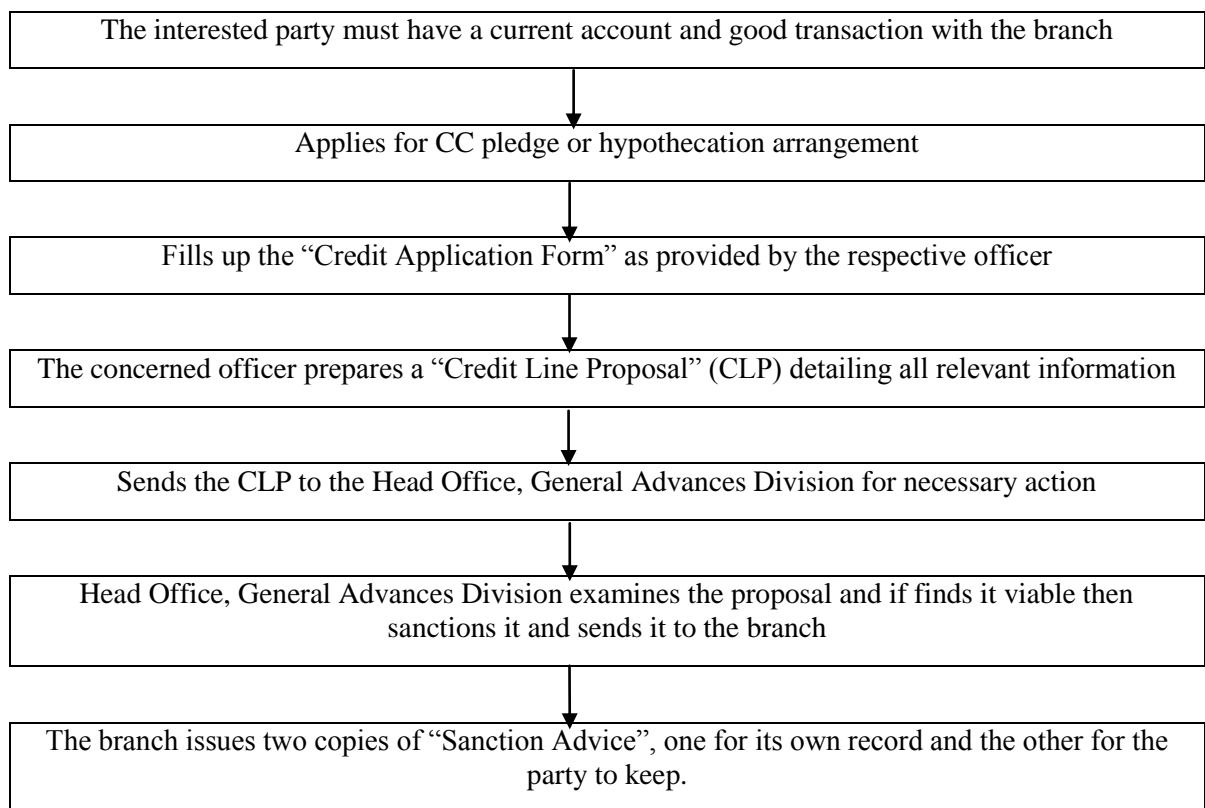 The interested party must have a current account and good transaction with the branch
Applies for CC pledge or hypothecation arrangement
Fills up the “Credit Application Form” as provided by the respective officer
The concerned officer prepares a “Credit Line Proposal” (CLP) detailing all relevant information
Sends the CLP to the Head Office, General Advances Division for necessary action
Head Office, General Advances Division examines the proposal and if finds it viable then
sanctions it and sends it to the branch
The branch issues two copies of “Sanction Advice”, one for its own record and the other for the
party to keep.